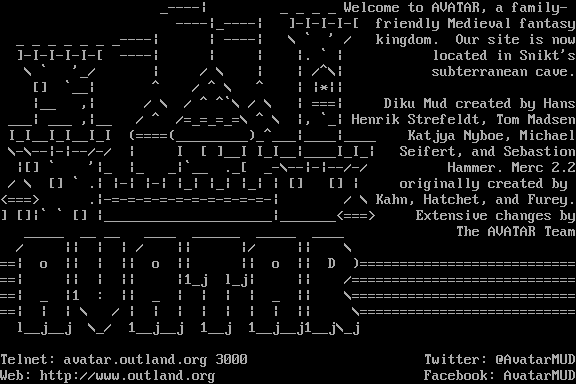 Welcome to AVATAR, a family-
friendly Medieval fantasy
kingdom.  Our site is now
located in Snikt's
subterranean cave.
Diku Mud created by Hans
Henrik Strefeldt, Tom Madsen
Katja Nyboe, Michael
Seifert, and Sebastion
Hammer. Merc 2.2
originally created by
Kahn, Hatchet, and Furey.
Extensive changes by
The AVATAR Team
AVATAR
Telnet: avatar.outland.org 3000
Twitter: @AvatarMUD
Web: http://www.outland.org
Facebook: AvatarMUD